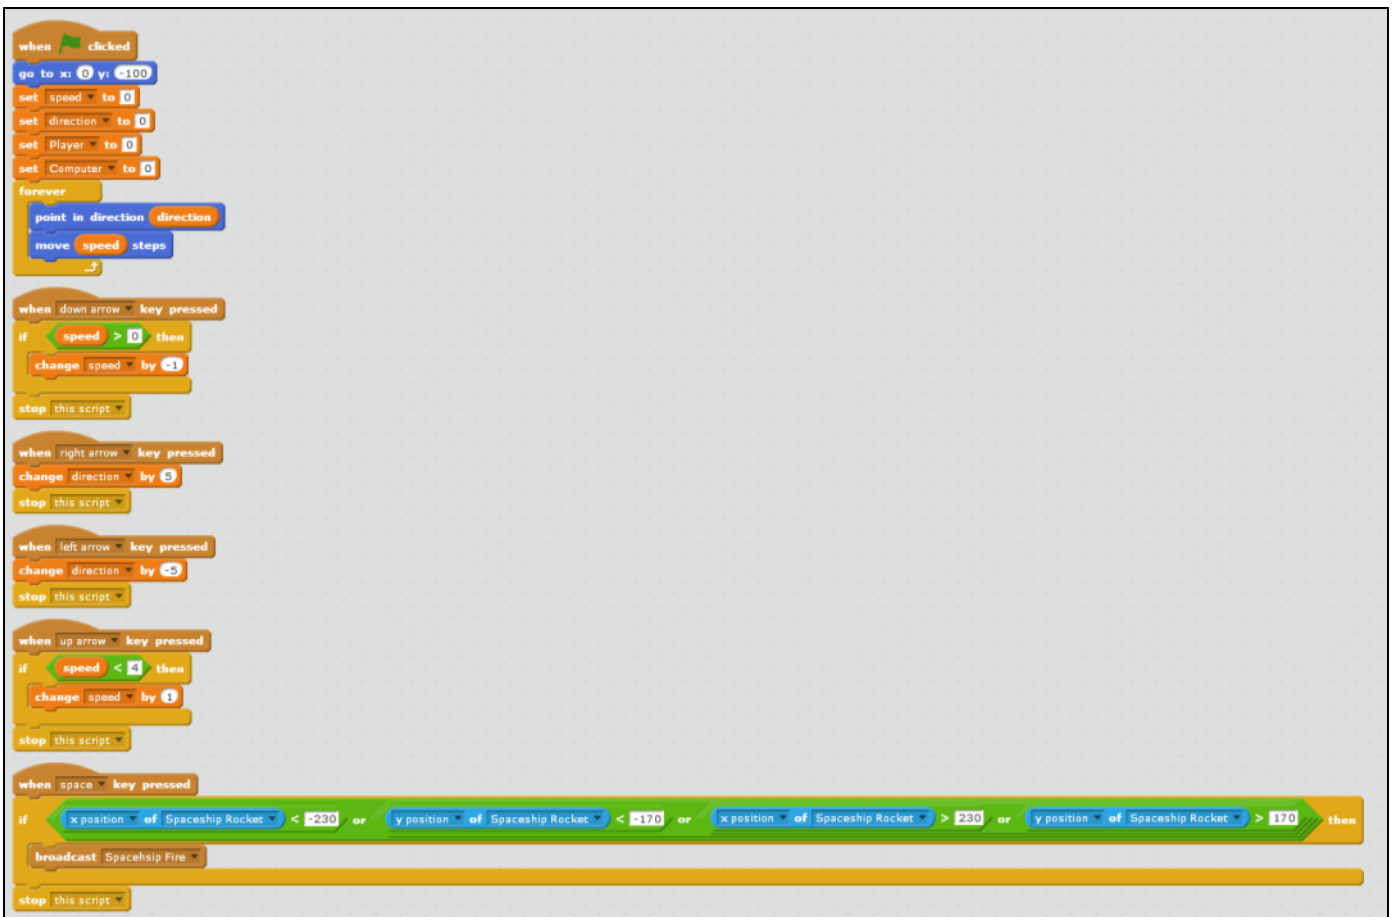 when clicked
go to x: 0 y: -100
set speed to 0
set direction to 0
set Player to 0
set Computer to 0
forever
point in direction direction
move speed steps
when down arrow key pressed
if speed > 0 then
change speed by -1
stop this script
when right arrow key pressed
change direction by 5
stop this script
when left arrow key pressed
change direction by -5
stop this script
when up arrow key pressed
if speed < 4 then
change speed by 1
stop this script
when space key pressed
if x position of Spaceship Rocket < -230 or y position of Spaceship Rocket < -170 or x position of Spaceship Rocket > 230 or y position of Spaceship Rocket > 170 then
broadcast Spacehsip Fire
stop this script